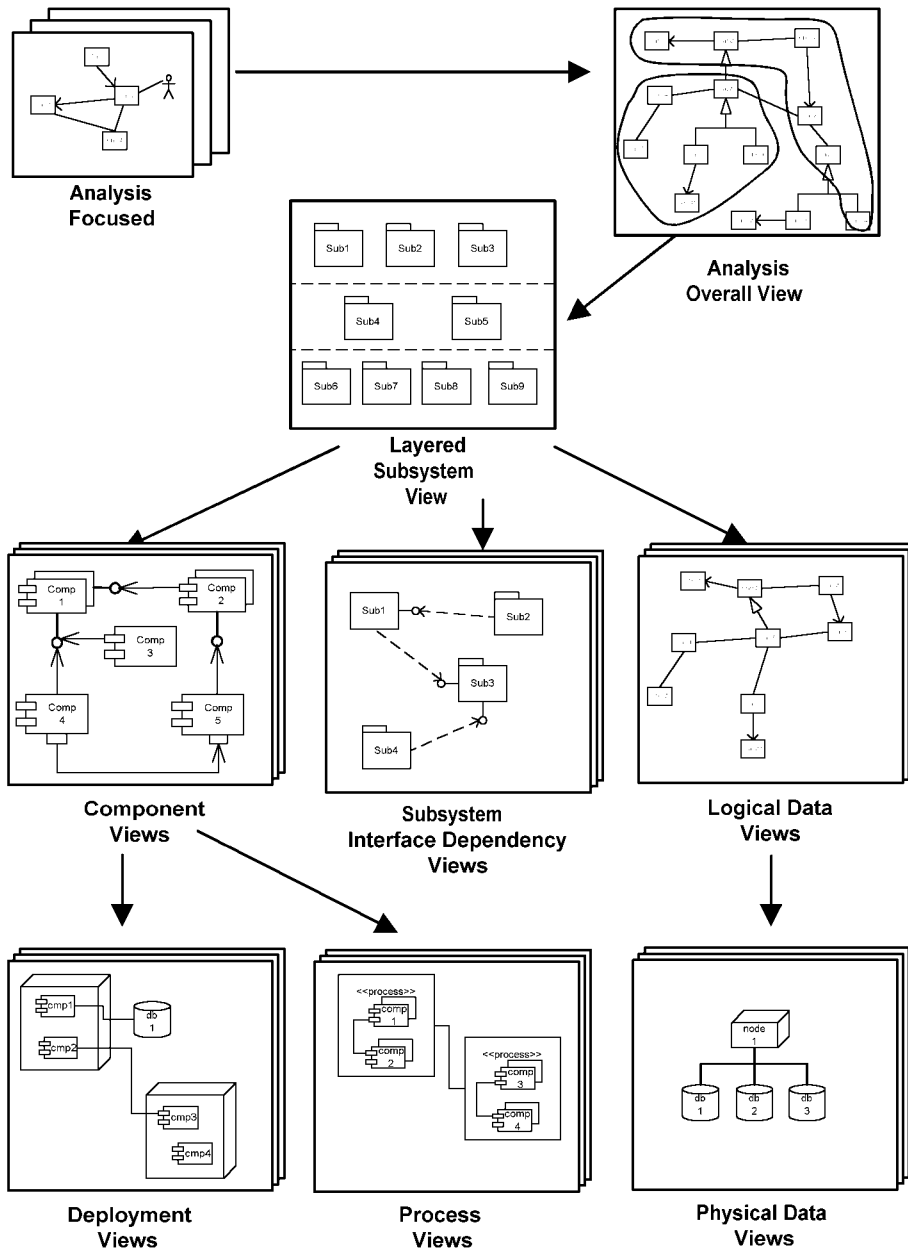 Analysis
Focused
Analysis
Overall View
Sub1
Sub2
Sub3
Sub4
Sub5
Sub6
Sub7
Sub8
Sub9
Layered
Subsystem
View
Comp
1
Comp
2
Comp
3
Comp
4
Comp
5
Component
Views
Sub1
Sub2
Sub3
Sub4
Subsystem
Interface Dependency
Views
Logical Data
Views
cmp1
db
1
cmp2
cmp3
cmp4
Deployment
Views
<<process>>
comp
1
comp
2
<<process>>
comp
3
comp
4
Process
Views
node
1
db
1
db
2
db
3
Physical Data
Views